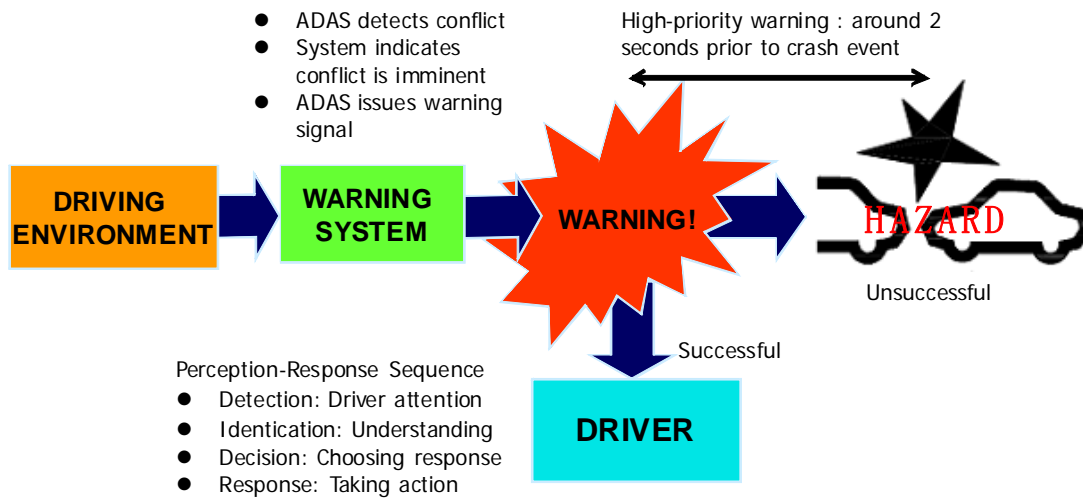 ADAS detects conflict
System indicates
conflict is imminent
ADAS issues warning
signal
High-priority warning : around 2
seconds prior to crash event
DRIVING
ENVIRONMENT
WARNING
SYSTEM
WARNING!
HAZARD
Unsuccessful
Successful
Perception-Response Sequence
Detection: Driver attention
Identication: Understanding
Decision: Choosing response
Response: Taking action
DRIVER